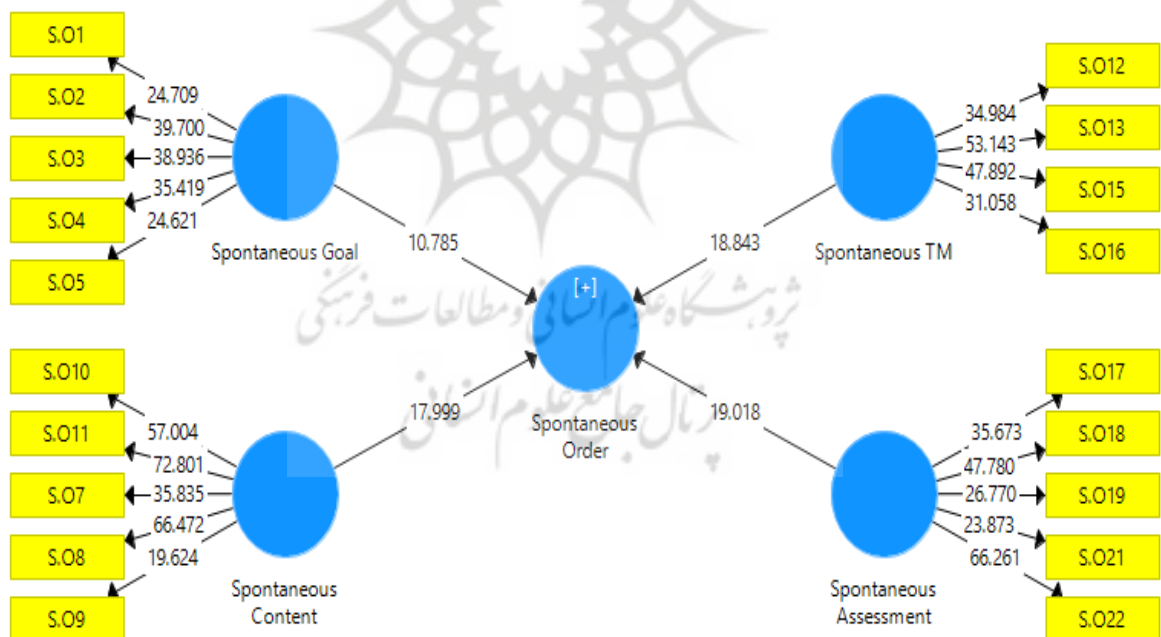 S.O1
S.O2
S.O3
S.O4
S.O5
24.709
39.700
38.936
35.419
24.621
Spontaneous Goal
10.785
S.O12
S.O13
S.O15
S.O16
34.984
53.143
47.892
31.058
Spontaneous TM
18.843
[+]
Spontaneous
Order
پژوهشگاه علوم انسانی و مطالعات فرهنگی
پرتال جامع علوم انسانی
S.O10
S.O11
S.O7
S.O8
S.O9
57.004
72.801
35.835
66.472
19.624
Spontaneous
Content
17.999
S.O17
S.O18
S.O19
S.O21
S.O22
35.673
47.780
26.770
23.873
66.261
Spontaneous
Assessment
19.018